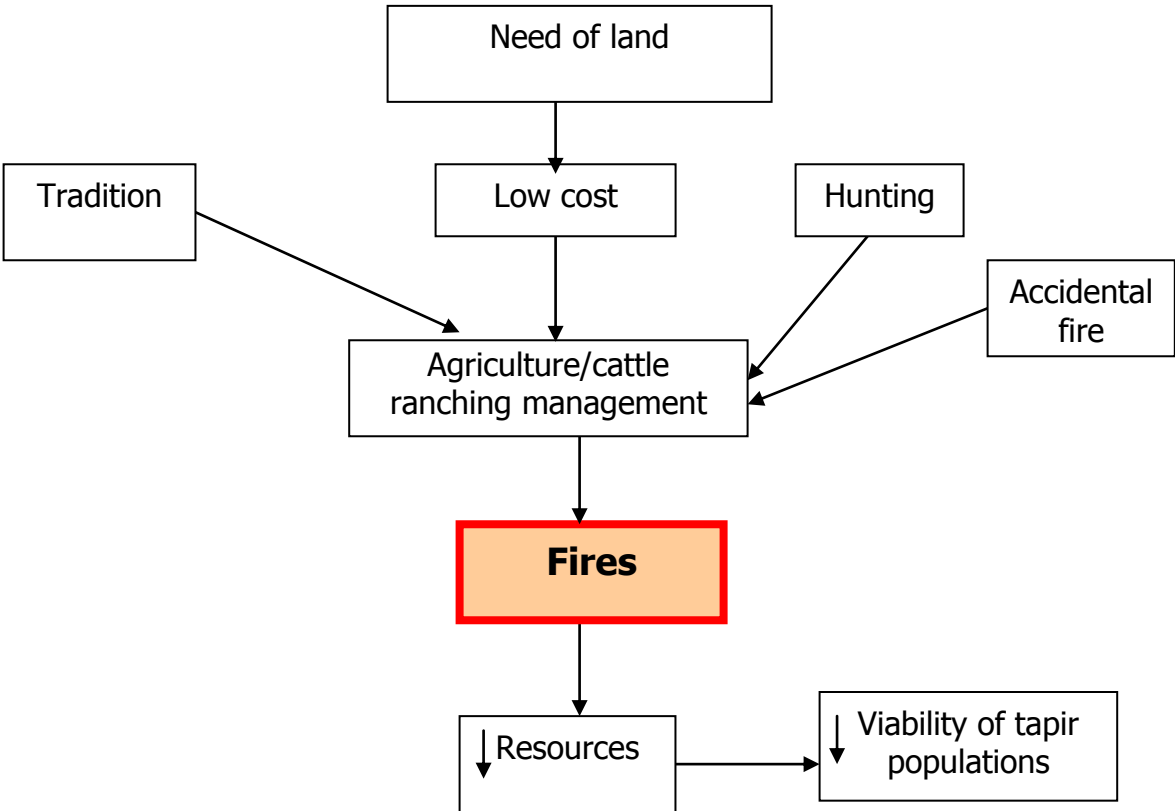 Need of land
Tradition
Low cost
Hunting
Accidental
fire
Agriculture/cattle
ranching management
Fires
↓ Resources
↓ Viability of tapir
populations